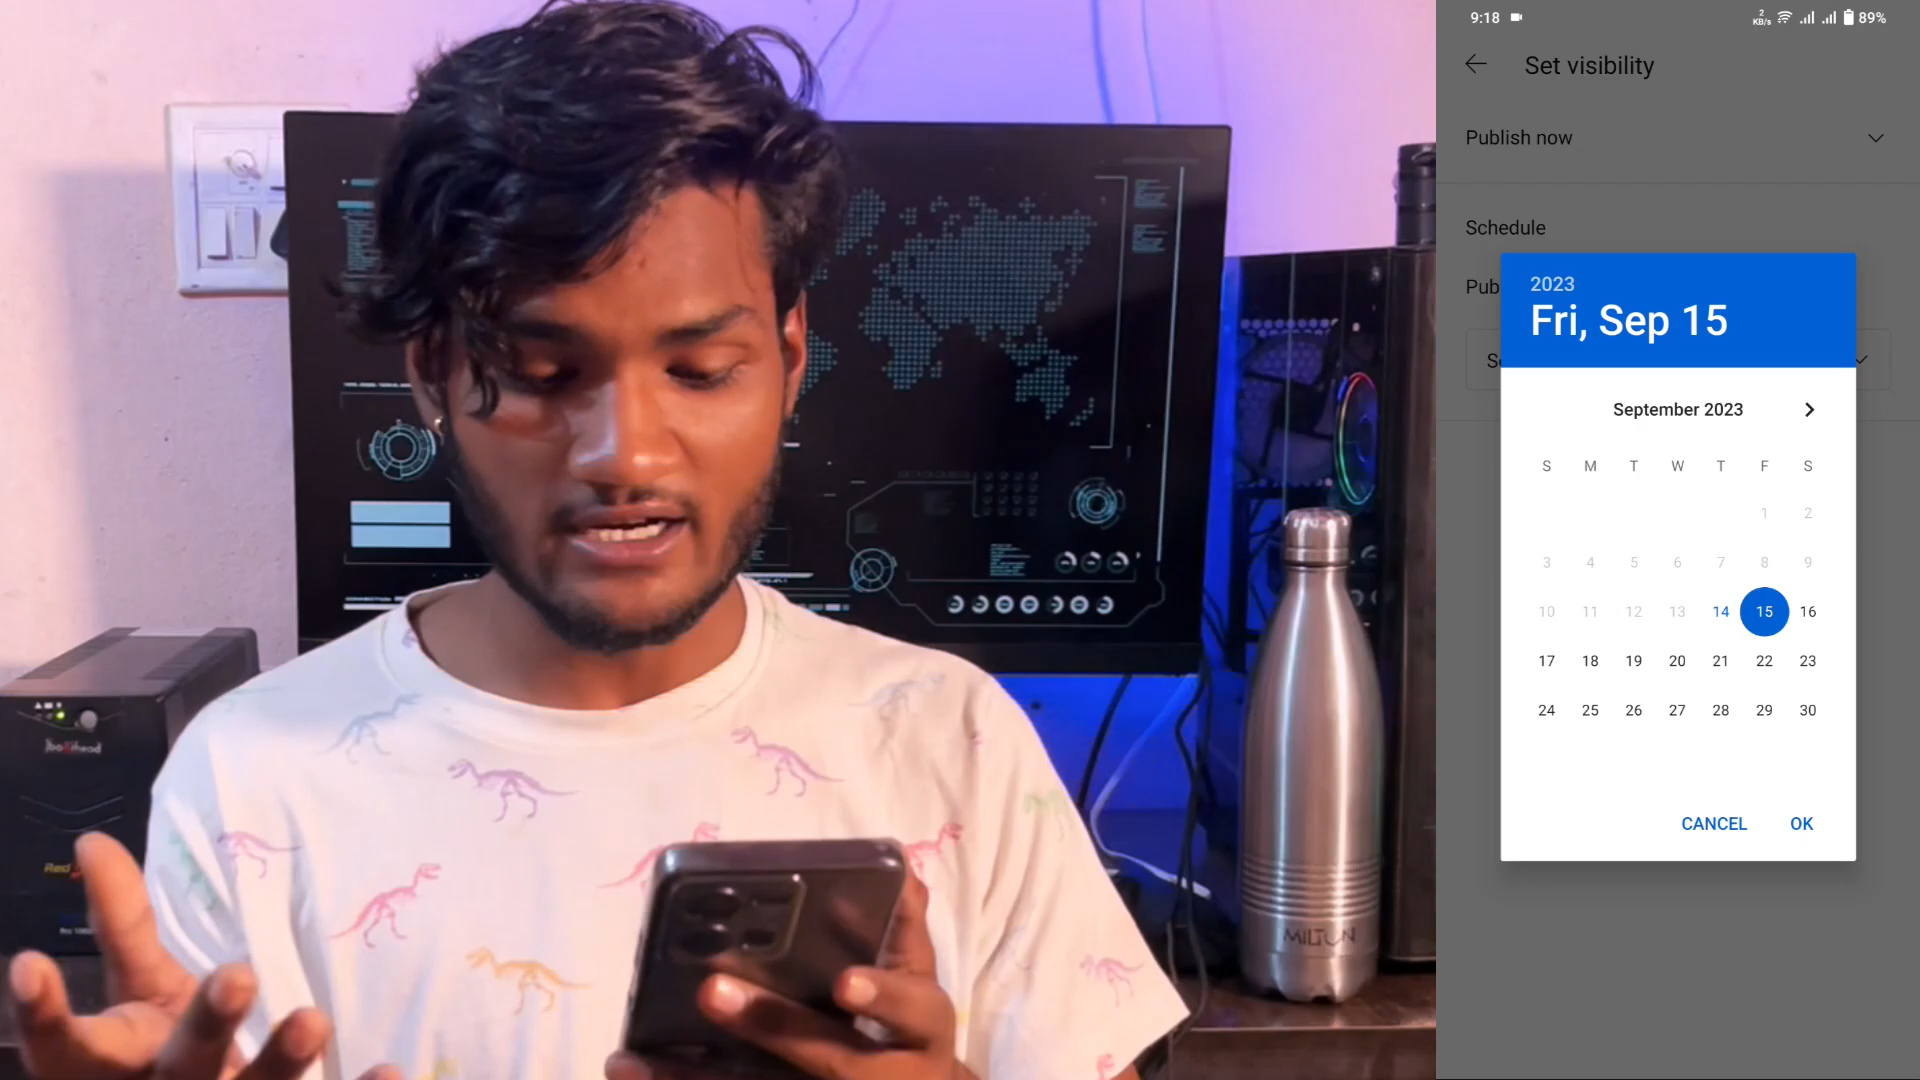 9:18
2
KB/s
89%
Set visibility
Publish now
Schedule
Pub
2023
Fri, Sep 15
S
September 2023
S M T W T F S
1 2
3 4 5 6 7 8 9
10 11 12 13 14 15 16
17 18 19 20 21 22 23
24 25 26 27 28 29 30
CANCEL OK
MILTON